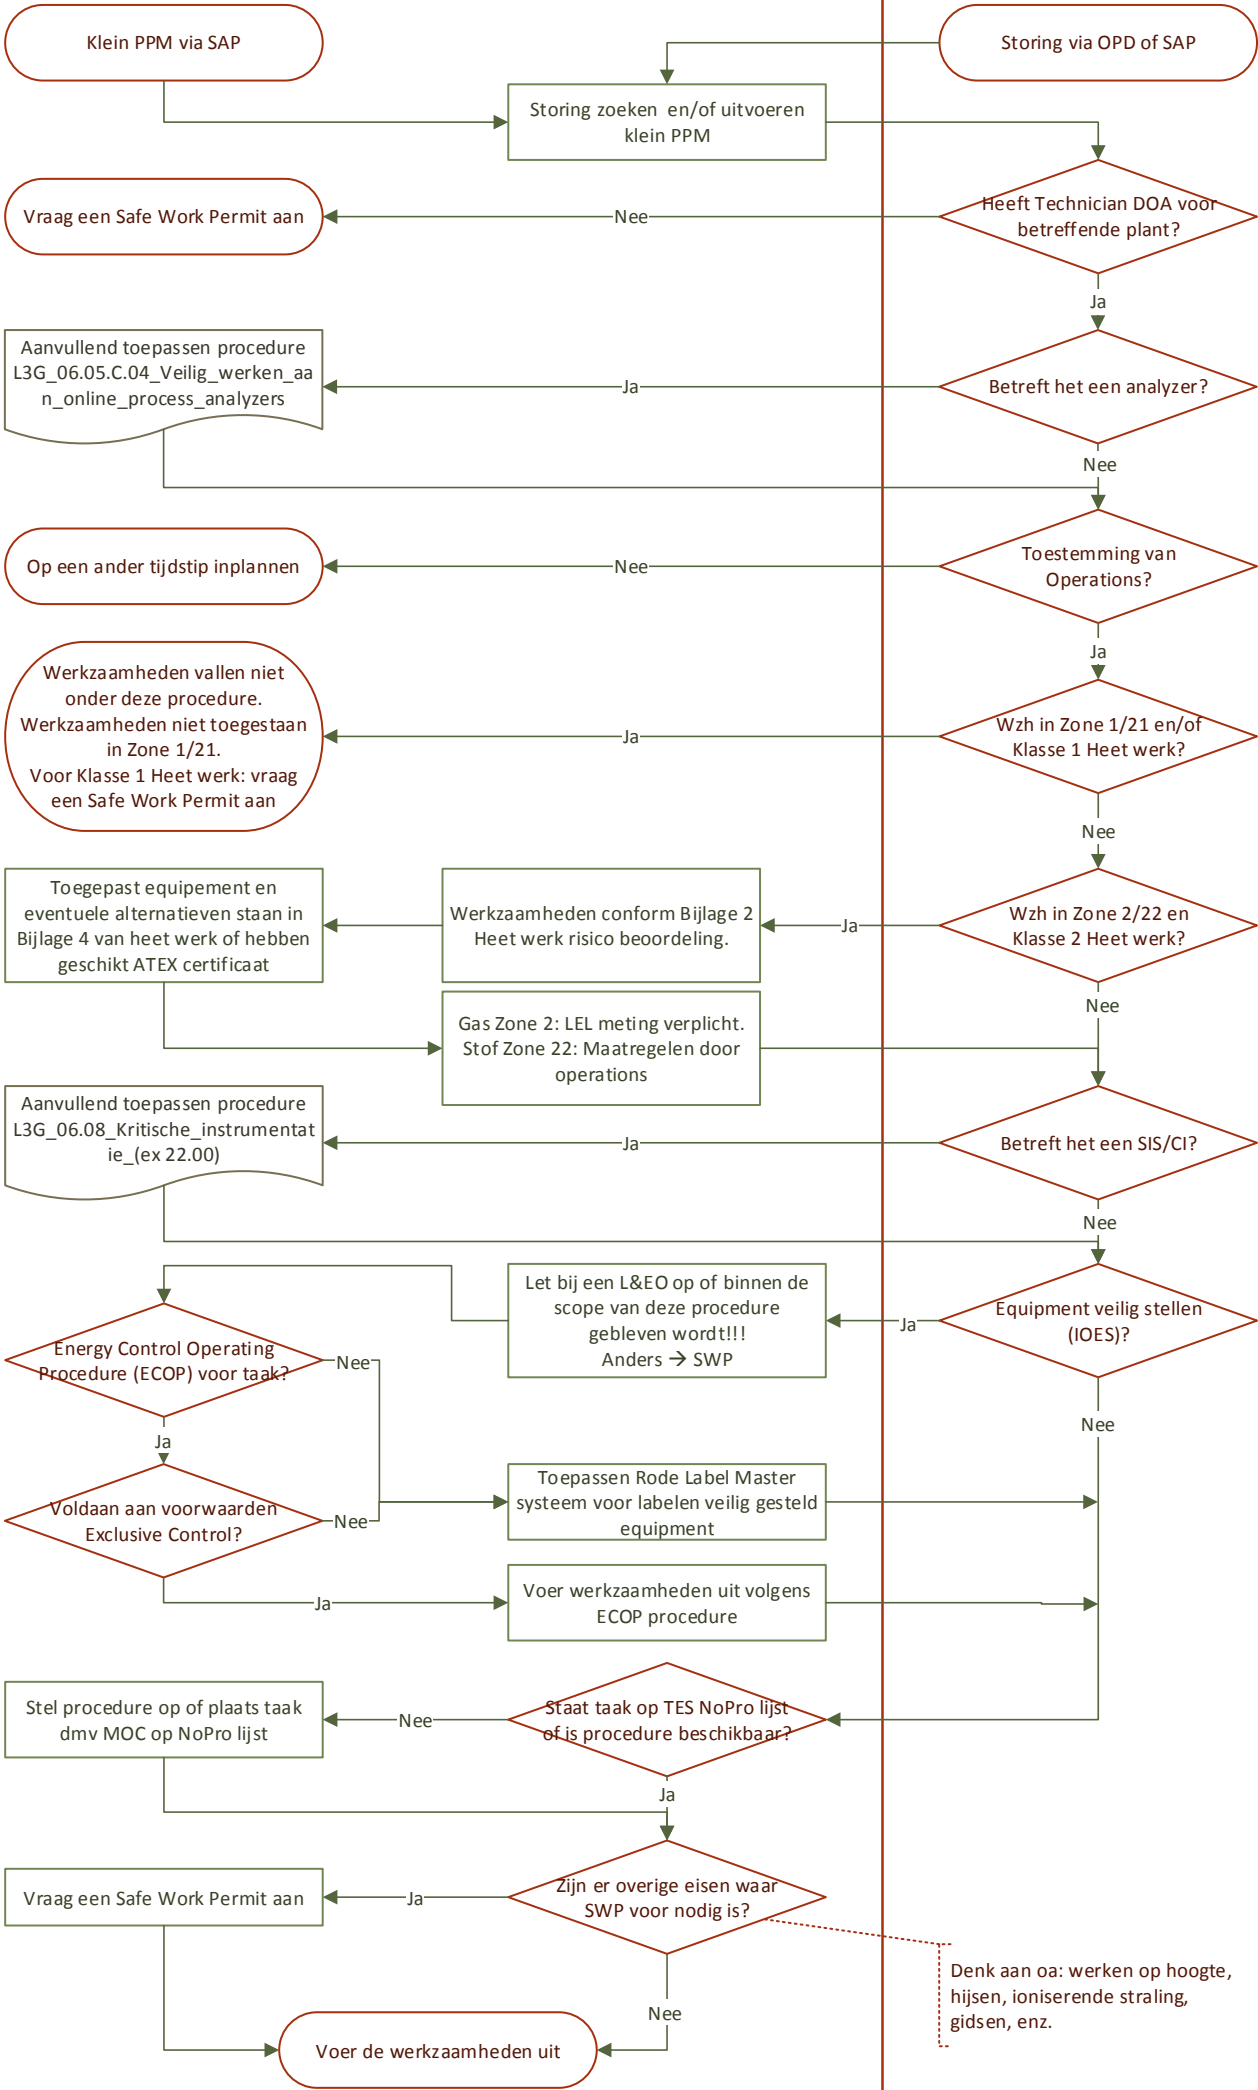 Klein PPM via SAP
Storing via OPD of SAP
Storing zoeken en/of uitvoeren
klein PPM
Heeft Technician DOA voor
betreffende plant?
Nee
Vraag een Safe Work Permit aan
Ja
Betreft het een analyzer?
Ja
Aanvullend toepassen procedure
L3G_06.05.C.04_Veilig_werken_aa
n_online_process_analyzers
Nee
Toestemming van
Operations?
Nee
Op een ander tijdstip inplannen
Ja
Wzh in Zone 1/21 en/of
Klasse 1 Heet werk?
Ja
Werkzaamheden vallen niet
onder deze procedure.
Werkzaamheden niet toegestaan
in Zone 1/21.
Voor Klasse 1 Heet werk: vraag
een Safe Work Permit aan
Nee
Wzh in Zone 2/22 en
Klasse 2 Heet werk?
Ja
Werkzaamheden conform Bijlage 2
Heet werk risico beoordeling.
Toegepast equipement en
eventuele alternatieven staan in
Bijlage 4 van heet werk of hebben
geschikt ATEX certificaat
Nee
Gas Zone 2: LEL meting verplicht.
Stof Zone 22: Maatregelen door
operations
Betreft het een SIS/CI?
Ja
Aanvullend toepassen procedure
L3G_06.08_Kritische_instrumentat
ie_(ex 22.00)
Nee
Equipment veilig stellen
(IOES)?
Ja
Let bij een L&EO op of binnen de
scope van deze procedure
gebleven wordt!!!
Anders → SWP
Energy Control Operating
Procedure (ECOP) voor taak?
Nee
Nee
Ja
Voldaan aan voorwaarden
Exclusive Control?
Nee
Toepassen Rode Label Master
systeem voor labelen veilig gesteld
equipment
Ja
Voer werkzaamheden uit volgens
ECOP procedure
Staat taak op TES NoPro lijst
of is procedure beschikbaar?
Nee
Stel procedure op of plaats taak
dmv MOC op NoPro lijst
Ja
Zijn er overige eisen waar
SWP voor nodig is?
Ja
Vraag een Safe Work Permit aan
Denk aan oa: werken op hoogte,
hijsen, ioniserende straling,
gidsen, enz.
Nee
Voer de werkzaamheden uit